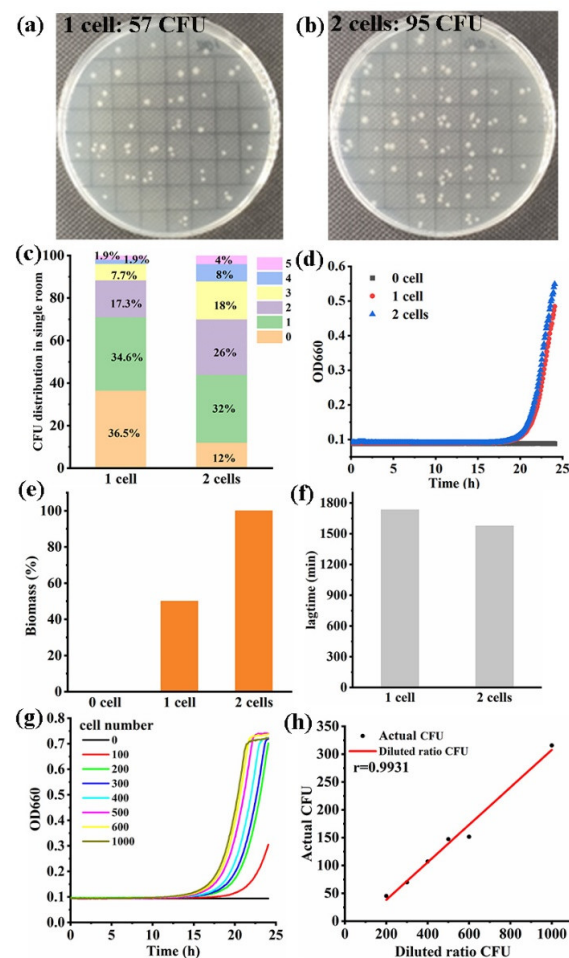 (a) 1 cell: 57 CFU
(b) 2 cells: 95 CFU
(c)
CFU distribution in single room
100
80
60
40
20
0
1.9%
1.9%
7.7%
17.3%
34.6%
36.5%
4%
8%
18%
26%
32%
12%
5
4
3
2
1
0
1 cell
2 cells
(d)
OD660
0.6
0.5
0.4
0.3
0.2
0.1
0 cell
1 cell
2 cells
0 5 10 15 20 25
Time (h)
(e)
Biomass (%)
100
80
60
40
20
0
0 cell 1 cell 2 cells
(f)
lagtime (min)
1800
1500
1200
900
600
300
0
1 cell 2 cells
(g)
OD660
0.8
0.7
0.6
0.5
0.4
0.3
0.2
0.1
0.0
cell number
0
100
200
300
400
500
600
1000
0 5 10 15 20 25
Time (h)
(h)
Actual CFU
350
300
250
200
150
100
50
0
Actual CFU
Diluted ratio CFU
r=0.9931
0 200 400 600 800 1000
Diluted ratio CFU